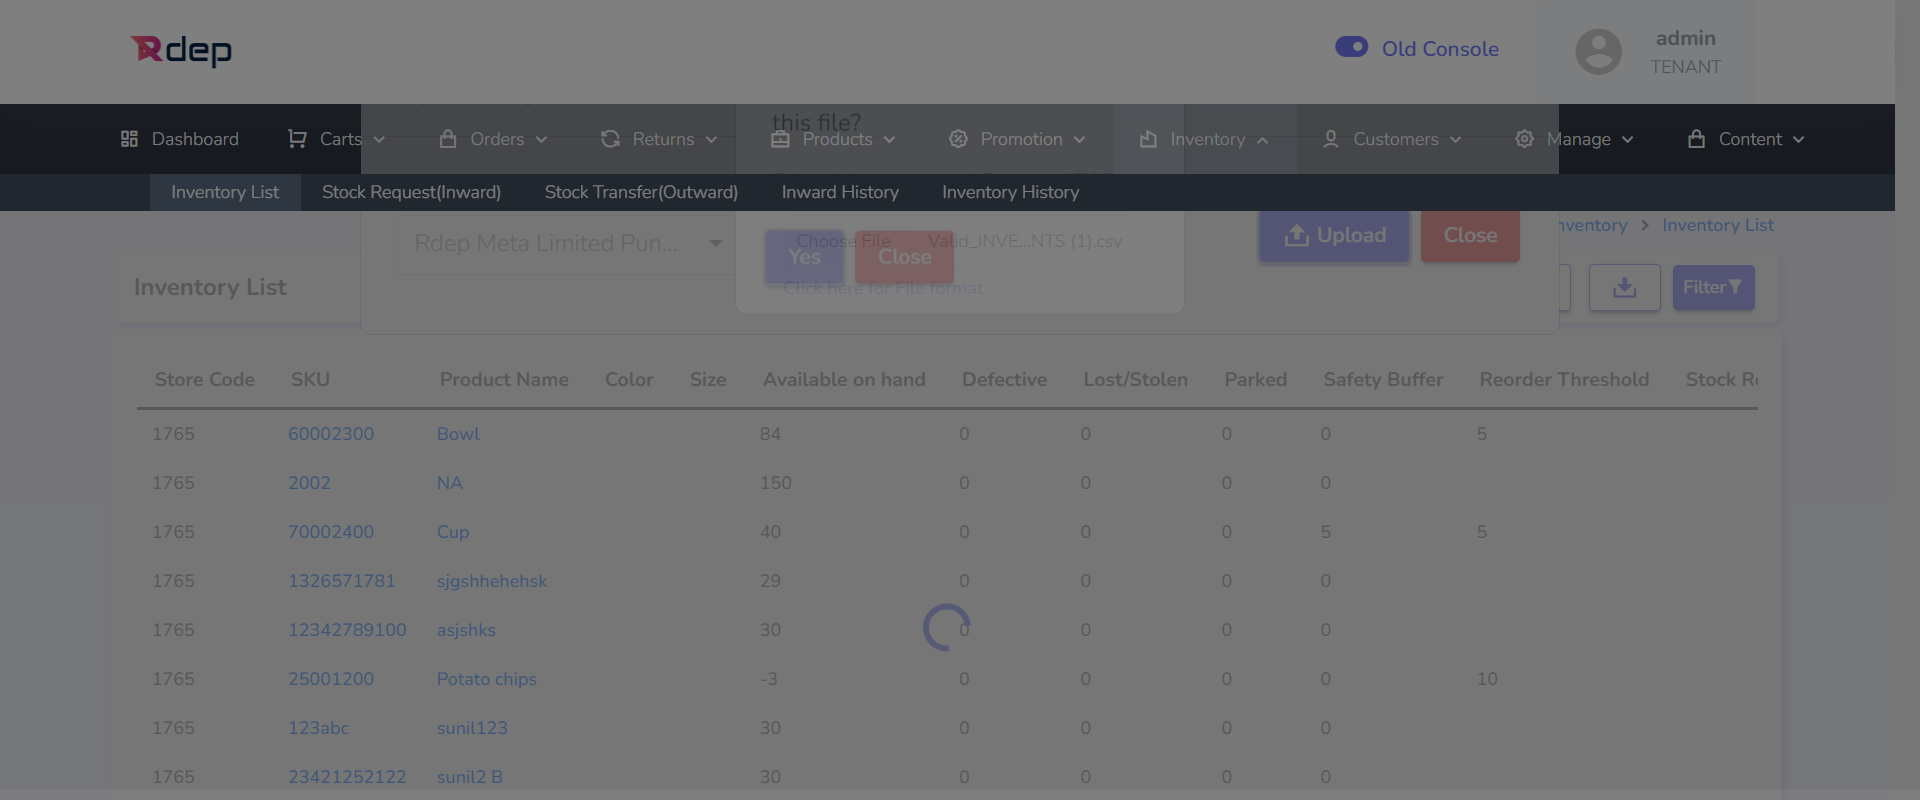 Rdep
Old Console
admin
TENANT
this file?
Dashboard Carts Orders Returns Products Promotion Inventory Customers Manage Content
Inventory List Stock Request(Inward) Stock Transfer(Outward) Inward History Inventory History
nventory > Inventory List
Rdep Meta Limited Pun...
Choose File Valid_INVE...NTS (1).csv
Upload Close
Yes Close
Click here for File format
Inventory List
Filter
Store Code SKU Product Name Color Size Available on hand Defective Lost/Stolen Parked Safety Buffer Reorder Threshold Stock R
1765 60002300 Bowl 84 0 0 0 0 5
1765 2002 NA 150 0 0 0 0
1765 70002400 Cup 40 0 0 0 5 5
1765 1326571781 sjgshhehehsk 29 0 0 0 0
1765 12342789100 asjshks 30 0 0 0 0
1765 25001200 Potato chips -3 0 0 0 0 10
1765 123abc sunil123 30 0 0 0 0
1765 23421252122 sunil2 B 30 0 0 0 0